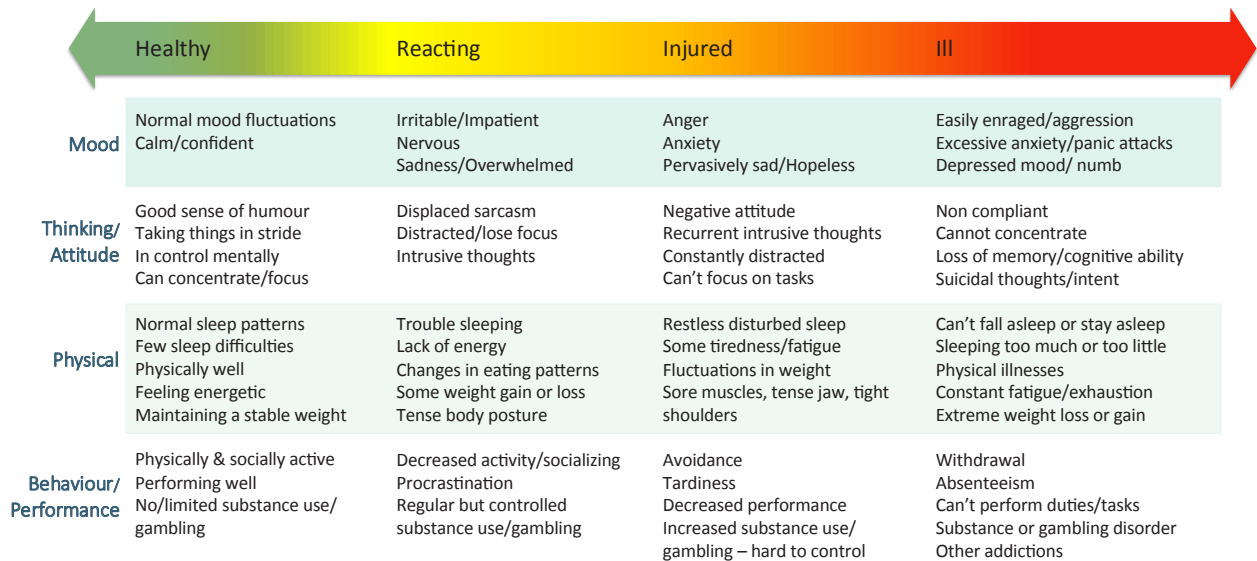 Healthy
Reacting
Injured
Ill
Mood
Normal mood fluctuations
Calm/confident
Irritable/Impatient
Nervous
Sadness/Overwhelmed
Anger
Anxiety
Pervasively sad/Hopeless
Easily enraged/aggression
Excessive anxiety/panic attacks
Depressed mood/ numb
Thinking/
Attitude
Good sense of humour
Taking things in stride
In control mentally
Can concentrate/focus
Displaced sarcasm
Distracted/lose focus
Intrusive thoughts
Negative attitude
Recurrent intrusive thoughts
Constantly distracted
Can't focus on tasks
Non compliant
Cannot concentrate
Loss of memory/cognitive ability
Suicidal thoughts/intent
Physical
Normal sleep patterns
Few sleep difficulties
Physically well
Feeling energetic
Maintaining a stable weight
Trouble sleeping
Lack of energy
Changes in eating patterns
Some weight gain or loss
Tense body posture
Restless disturbed sleep
Some tiredness/fatigue
Fluctuations in weight
Sore muscles, tense jaw, tight
shoulders
Can't fall asleep or stay asleep
Sleeping too much or too little
Physical illnesses
Constant fatigue/exhaustion
Extreme weight loss or gain
Behaviour/
Performance
Physically & socially active
Performing well
No/limited substance use/
gambling
Decreased activity/socializing
Procrastination
Regular but controlled
substance use/gambling
Avoidance
Tardiness
Decreased performance
Increased substance use/
gambling – hard to control
Withdrawal
Absenteeism
Can't perform duties/tasks
Substance or gambling disorder
Other addictions